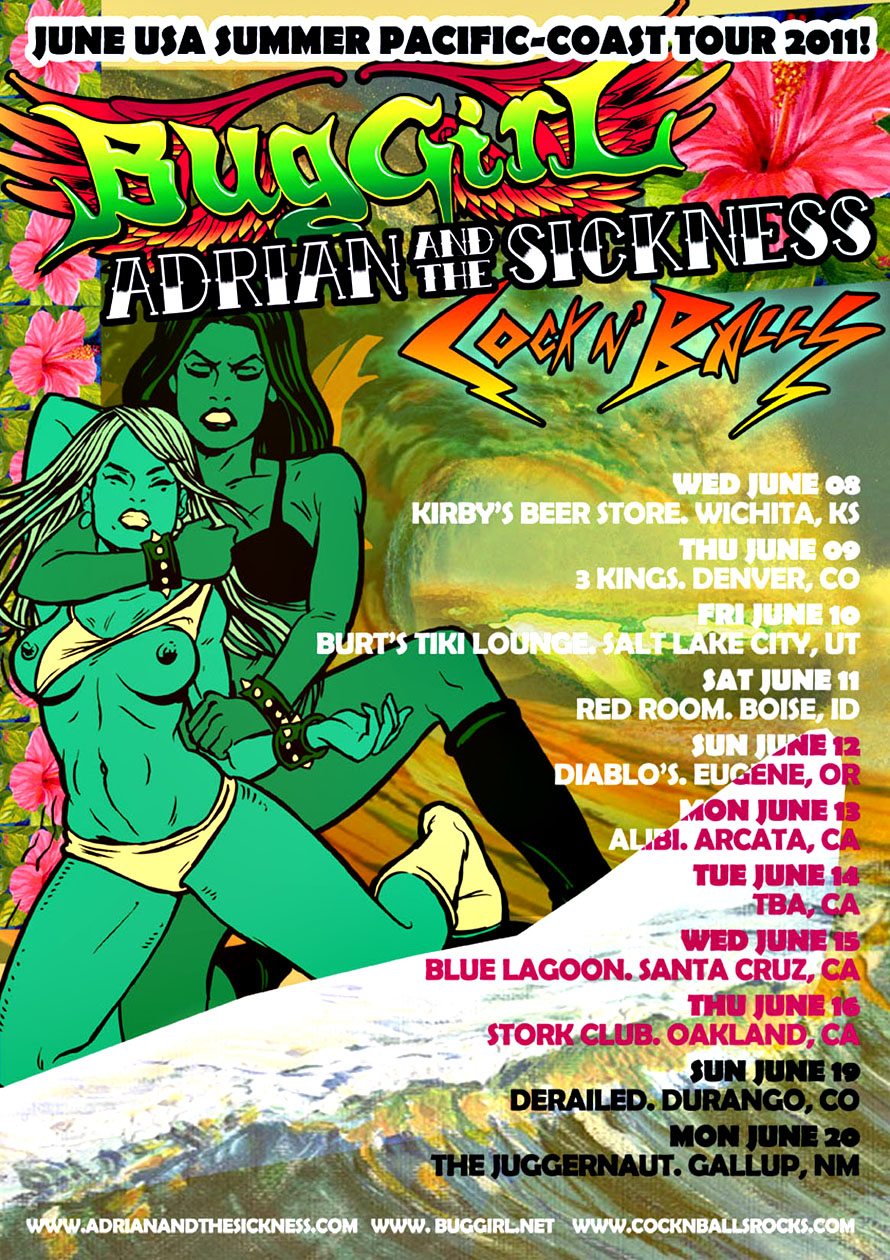 JUNE USA SUMMER PACIFIC-COAST TOUR 2011!
BUGGIRL
ADRIAN AND THE SICKNESS
COCK N' BALLS
WED JUNE 08
KIRBY'S BEER STORE. WICHITA, KS
THU JUNE 09
3 KINGS. DENVER, CO
FRI JUNE 10
BURT'S TIKI LOUNGE. SALT LAKE CITY, UT
SAT JUNE 11
RED ROOM. BOISE, ID
SUN JUNE 12
DIABLO'S. EUGENE, OR
MON JUNE 13
ALIBI. ARCATA, CA
TUE JUNE 14
TBA, CA
WED JUNE 15
BLUE LAGOON. SANTA CRUZ, CA
THU JUNE 16
STORK CLUB. OAKLAND, CA
SUN JUNE 19
DERAILED. DURANGO, CO
MON JUNE 20
THE JUGGERNAUT. GALLUP, NM
WWW.ADRIANANDTHESICKNESS.COM WWW. BUGGIRL.NET WWW.COCKNBALLSROCKS.COM